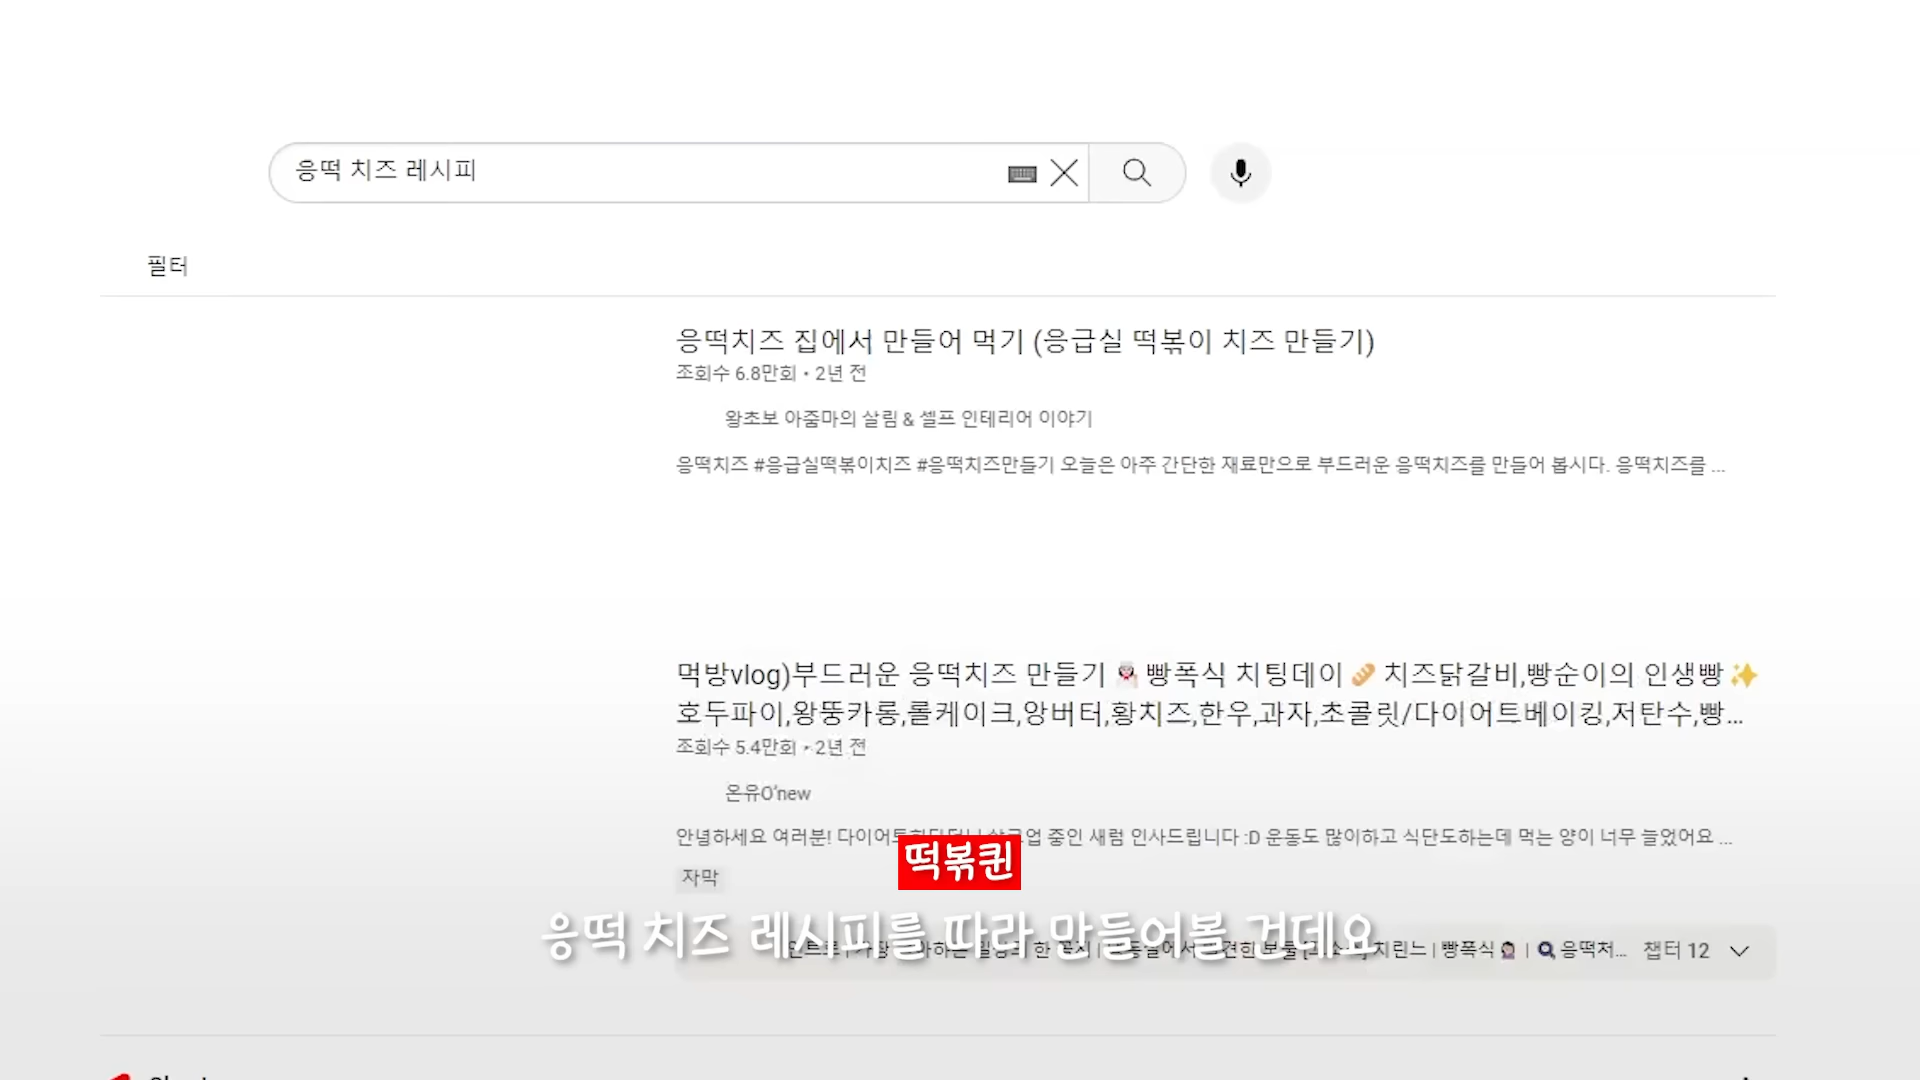 응떡 치즈 레시피
필터
응떡치즈 집에서 만들어 먹기 (응급실 떡볶이 치즈 만들기)
조회수 6.8만회 • 2년 전
왕초보 아줌마의 살림 & 셀프 인테리어 이야기
응떡치즈 #응급실떡볶이치즈 #응떡치즈만들기 오늘은 아주 간단한 재료만으로 부드러운 응떡치즈를 만들어 봅시다. 응떡치즈를 ...
먹방vlog)부드러운 응떡치즈 만들기 빵폭식 치팅데이 치즈닭갈비,빵순이의 인생빵
호두파이,왕뚱카롱,롤케이크,앙버터,황치즈,한우,과자,초콜릿/다이어트베이킹,저탄수,빵...
조회수 5.4만회 • 2년 전
온유O'new
안녕하세요 여러분! 중인 새럼 인사드립니다 :D 운동도 많이하고 식단도하는데 먹는 양이 너무 늘었어요 ...
떡볶퀸
자막
응떡 치즈 레시피를 따라 만들어볼 건데요
치린느 | 빵폭식 | 응떡처... 챕터 12